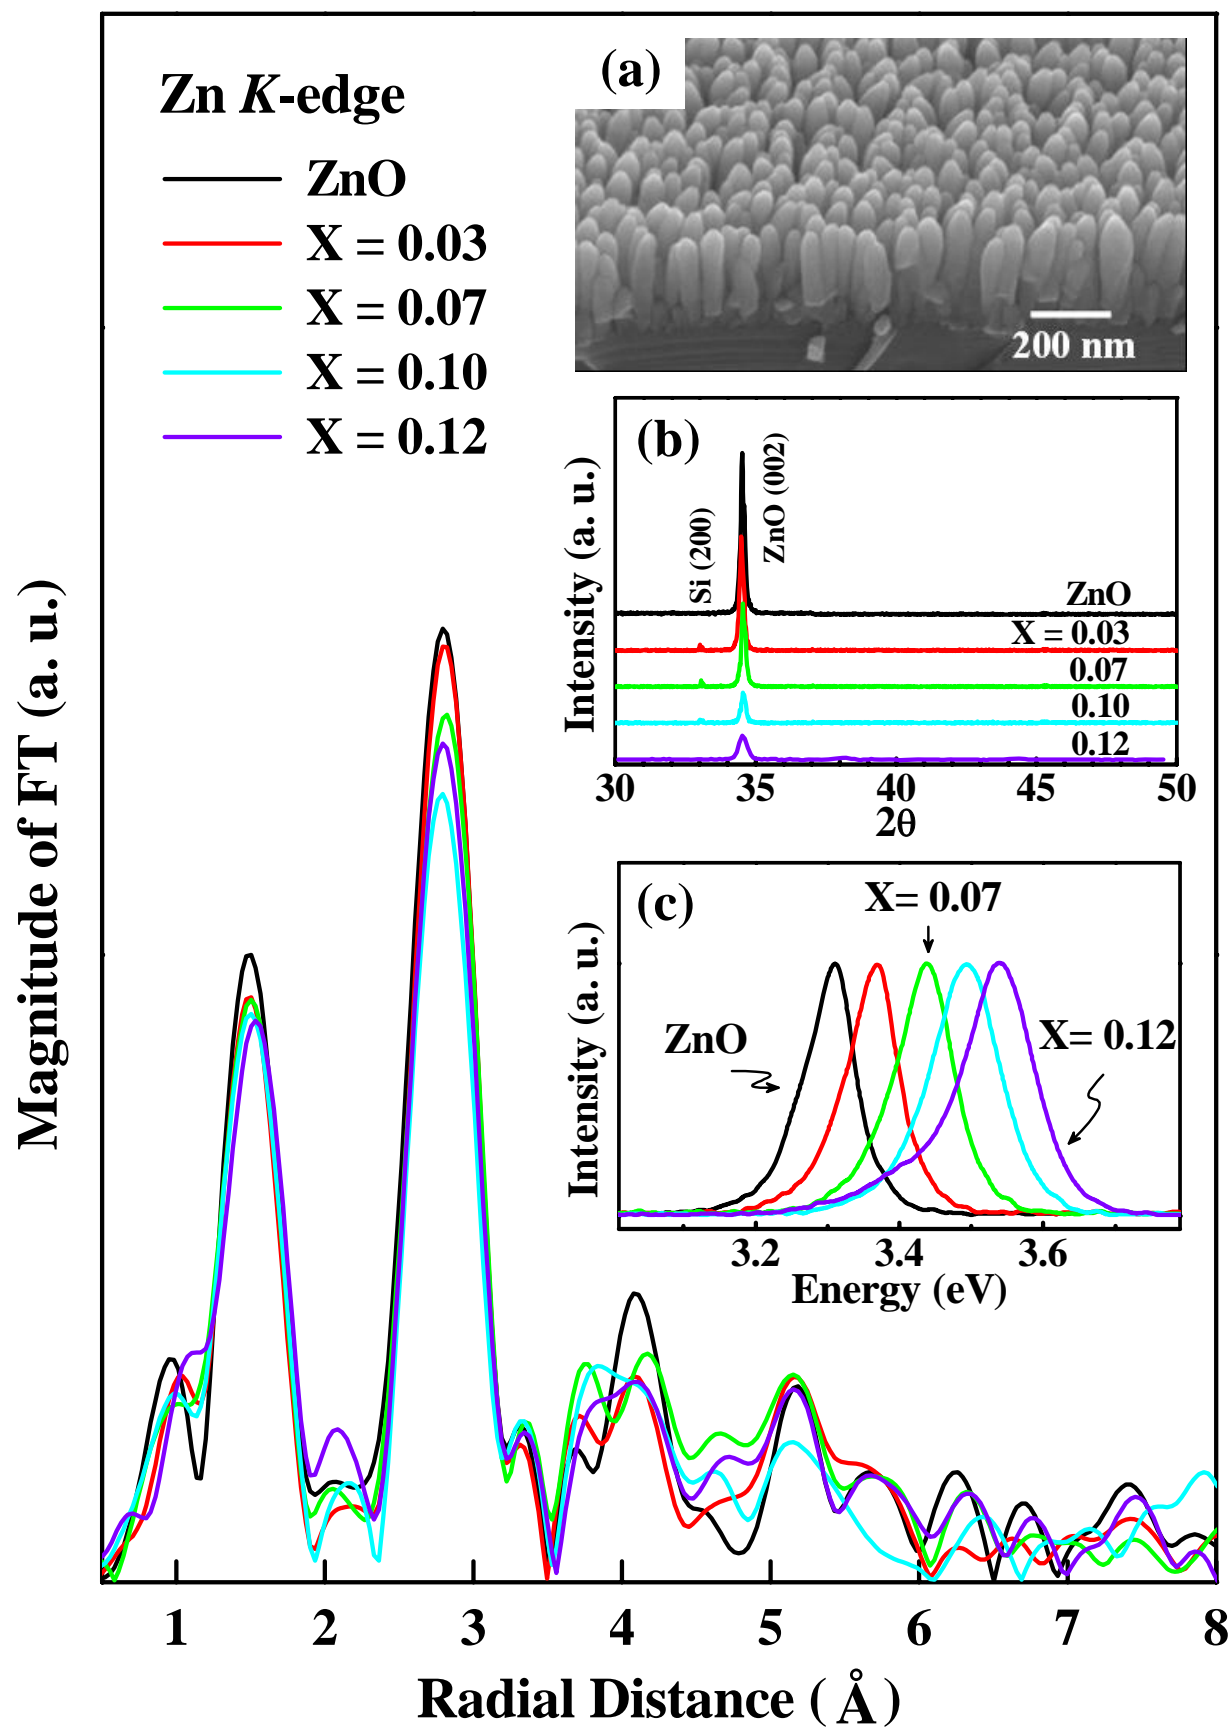 Zn K-edge
ZnO
X = 0.03
X = 0.07
X = 0.10
X = 0.12
(a)
200 nm
(b)
Si (200)
ZnO (002)
ZnO
X = 0.03
0.07
0.10
0.12
Intensity (a. u.)
30 35 40 45 50
2θ
(c)
X= 0.07
ZnO
X= 0.12
Intensity (a. u.)
3.2 3.4 3.6
Energy (eV)
Magnitude of FT (a. u.)
1 2 3 4 5 6 7 8
Radial Distance (Å)